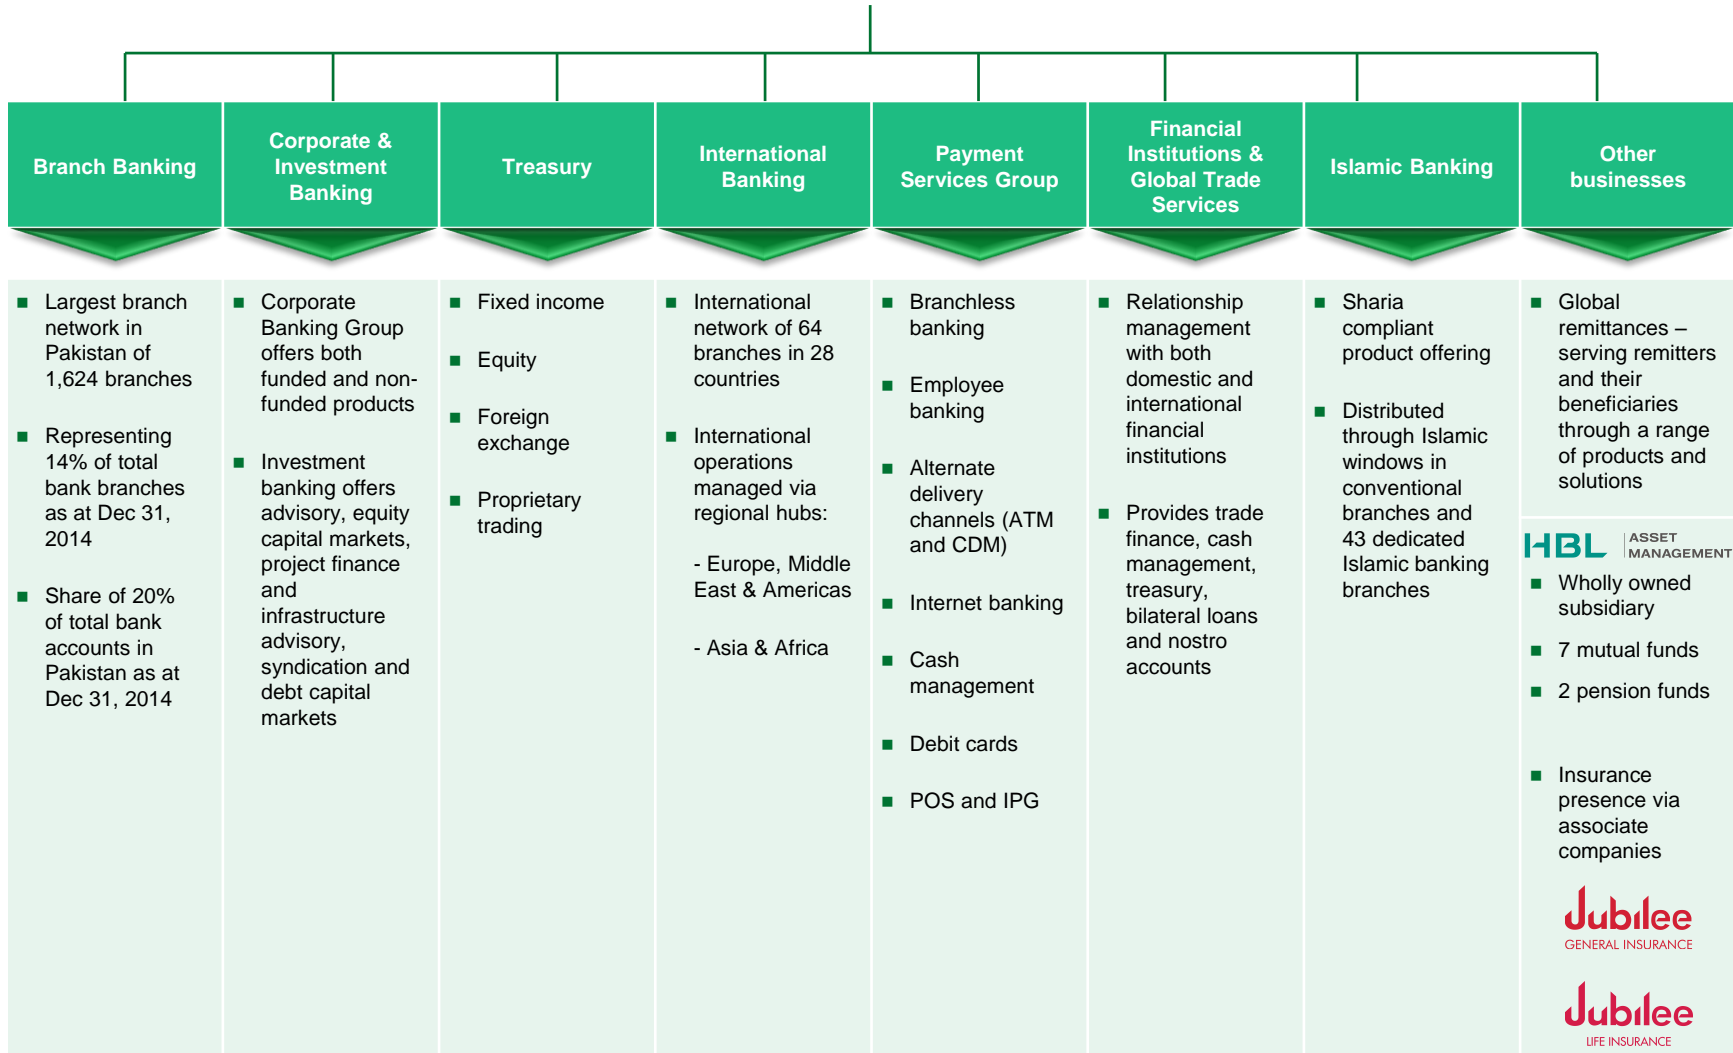 Branch Banking
Corporate &
Investment
Banking
Treasury
International
Banking
Payment
Services Group
Financial
Institutions &
Global Trade
Services
Islamic Banking
Other
businesses
Largest branch
network in
Pakistan of
1,624 branches
Representing
14% of total
bank branches
as at Dec 31,
2014
Share of 20%
of total bank
accounts in
Pakistan as at
Dec 31, 2014
Corporate
Banking Group
offers both
funded and non-
funded products
Investment
banking offers
advisory, equity
capital markets,
project finance
and
infrastructure
advisory,
syndication and
debt capital
markets
Fixed income
Equity
Foreign
exchange
Proprietary
trading
International
network of 64
branches in 28
countries
International
operations
managed via
regional hubs:
- Europe, Middle
East & Americas
- Asia & Africa
Branchless
banking
Employee
banking
Alternate
delivery
channels (ATM
and CDM)
Internet banking
Cash
management
Debit cards
POS and IPG
Relationship
management
with both
domestic and
international
financial
institutions
Provides trade
finance, cash
management,
treasury,
bilateral loans
and nostro
accounts
Sharia
compliant
product offering
Distributed
through Islamic
windows in
conventional
branches and
43 dedicated
Islamic banking
branches
Global
remittances –
serving remitters
and their
beneficiaries
through a range
of products and
solutions
HBL ASSET
MANAGEMENT
Wholly owned
subsidiary
7 mutual funds
2 pension funds
Insurance
presence via
associate
companies
Jubilee
GENERAL INSURANCE
Jubilee
LIFE INSURANCE